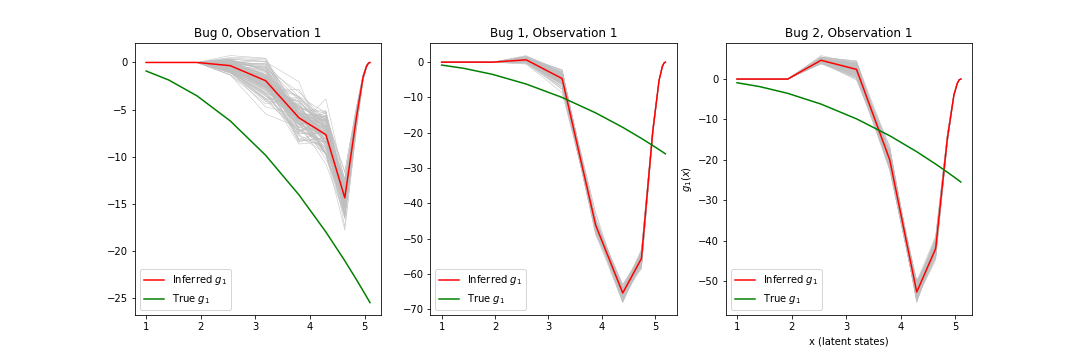 Bug 0, Observation 1
0
−5
−10
−15
−20
−25
1 2 3 4 5
Inferred g₁
True g₁
Bug 1, Observation 1
0
−10
−20
−30
−40
−50
−60
−70
1 2 3 4 5
Inferred g₁
True g₁
Bug 2, Observation 1
g₁(x)
0
−10
−20
−30
−40
−50
1 2 3 4 5
x (latent states)
Inferred g₁
True g₁